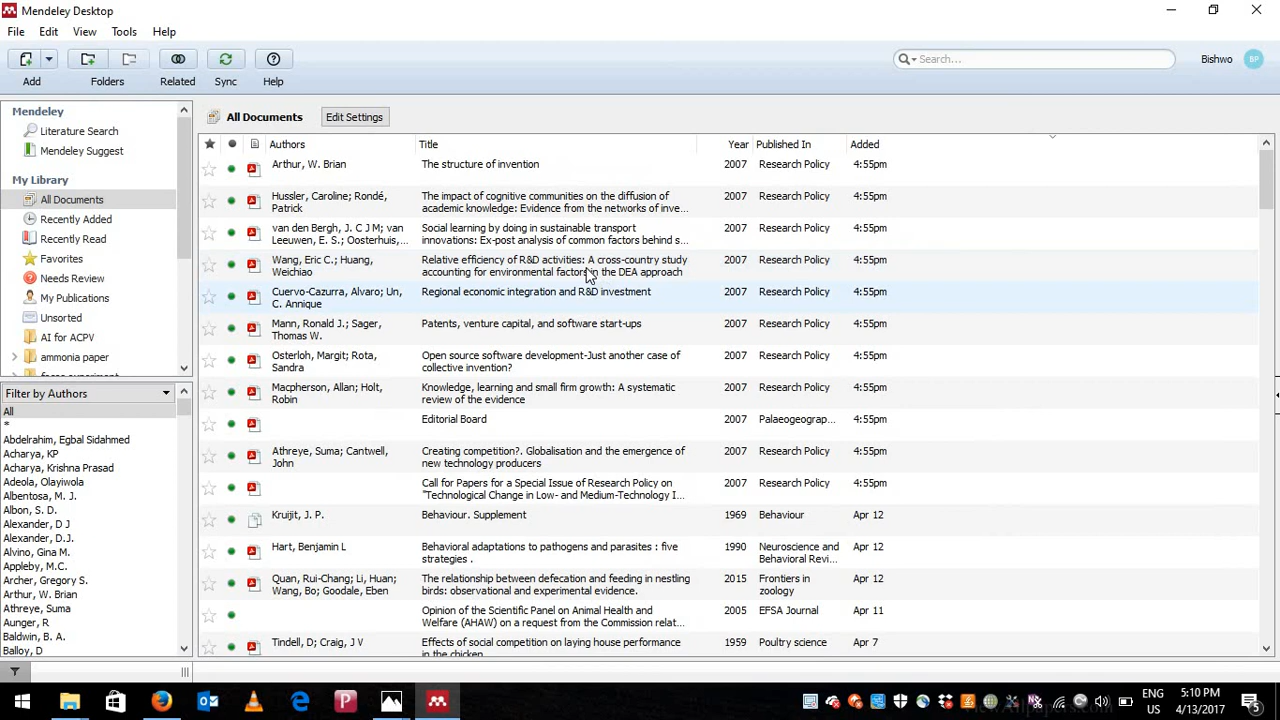 Mendeley Desktop
File Edit View Tools Help
Add Folders Related Sync Help
Search...
Bishwo BP
Mendeley
Literature Search
Mendeley Suggest
My Library
All Documents
Recently Added
Recently Read
Favorites
Needs Review
My Publications
Unsorted
AI for ACPV
ammonia paper
Filter by Authors
All
*
Abdelrahim, Egbal Sidahmed
Acharya, KP
Acharya, Krishna Prasad
Adeola, Olayiwola
Albentosa, M. J.
Albon, S. D.
Alexander, D J
Alexander, D.J.
Alvino, Gina M.
Appleby, M.C.
Archer, Gregory S.
Arthur, W. Brian
Athreye, Suma
Aunger, R
Baldwin, B. A.
Balloy, D
All Documents Edit Settings
Authors Title Year Published In Added
Arthur, W. Brian The structure of invention 2007 Research Policy 4:55pm
Hussler, Caroline; Rondé, The impact of cognitive communities on the diffusion of 2007 Research Policy 4:55pm
Patrick academic knowledge: Evidence from the networks of inve...
van den Bergh, J. C J M; van Social learning by doing in sustainable transport 2007 Research Policy 4:55pm
Leeuwen, E. S.; Oosterhuis,... innovations: Ex-post analysis of common factors behind s...
Wang, Eric C.; Huang, Relative efficiency of R&D activities: A cross-country study 2007 Research Policy 4:55pm
Weichiao accounting for environmental factors in the DEA approach
Cuervo-Cazurra, Alvaro; Un, Regional economic integration and R&D investment 2007 Research Policy 4:55pm
C. Annique
Mann, Ronald J.; Sager, Patents, venture capital, and software start-ups 2007 Research Policy 4:55pm
Thomas W.
Osterloh, Margit; Rota, Open source software development-Just another case of 2007 Research Policy 4:55pm
Sandra collective invention?
Macpherson, Allan; Holt, Knowledge, learning and small firm growth: A systematic 2007 Research Policy 4:55pm
Robin review of the evidence
Editorial Board 2007 Palaeogeograp... 4:55pm
Athreye, Suma; Cantwell, Creating competition?. Globalisation and the emergence of 2007 Research Policy 4:55pm
John new technology producers
Call for Papers for a Special Issue of Research Policy on 2007 Research Policy 4:55pm
"Technological Change in Low- and Medium-Technology I...
Kruijit, J. P. Behaviour. Supplement 1969 Behaviour Apr 12
Hart, Benjamin L Behavioral adaptations to pathogens and parasites : five 1990 Neuroscience and Apr 12
strategies . Behavioral Revi...
Quan, Rui-Chang; Li, Huan; The relationship between defecation and feeding in nestling 2015 Frontiers in Apr 12
Wang, Bo; Goodale, Eben birds: observational and experimental evidence. zoology
Opinion of the Scientific Panel on Animal Health and 2005 EFSA Journal Apr 11
Welfare (AHAW) on a request from the Commission relat...
Tindell, D; Craig, J V Effects of social competition on laying house performance 1959 Poultry science Apr 7
in the chicken
ENG 5:10 PM
US 4/13/2017 5